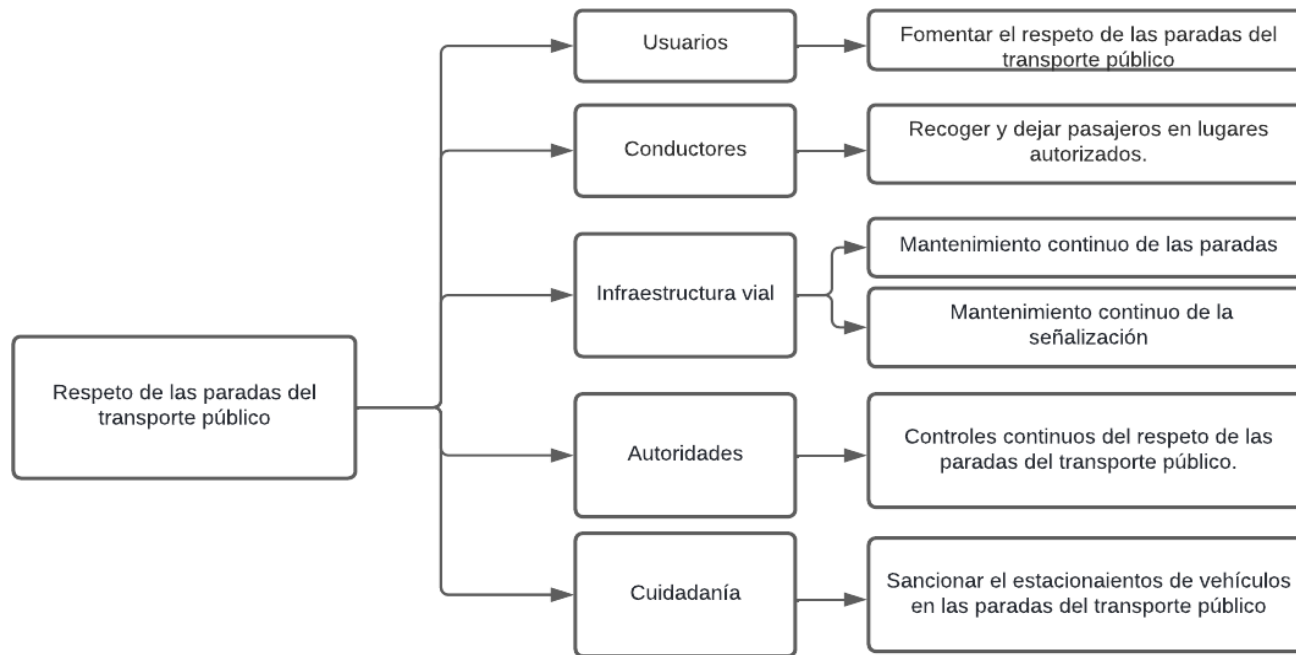 Usuarios
Fomentar el respeto de las paradas del
transporte público
Conductores
Recoger y dejar pasajeros en lugares
autorizados.
Infraestructura vial
Mantenimiento continuo de las paradas
Mantenimiento continuo de la
señalización
Respeto de las paradas del
transporte público
Autoridades
Controles continuos del respeto de las
paradas del transporte público.
Cuidadanía
Sancionar el estacionaientos de vehículos
en las paradas del transporte público